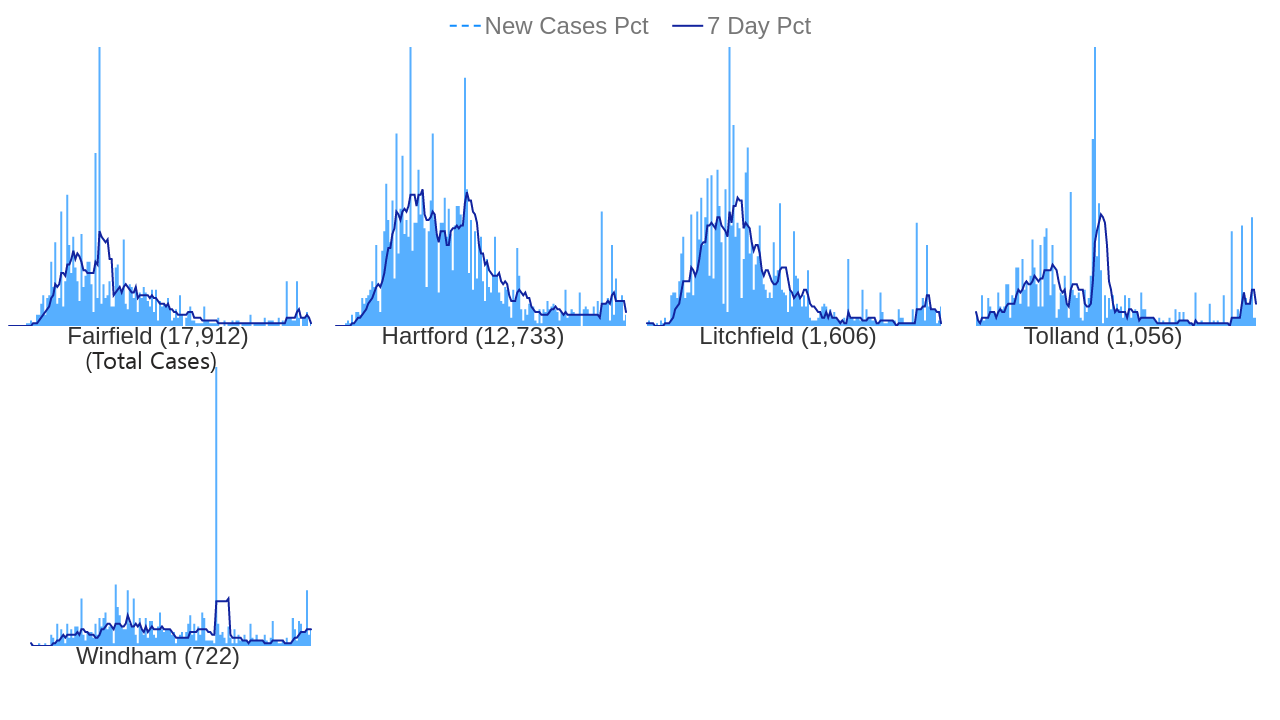 New Cases Pct 7 Day Pct
Fairfield (17,912)
(Total Cases)
Hartford (12,733)
Litchfield (1,606)
Tolland (1,056)
Windham (722)